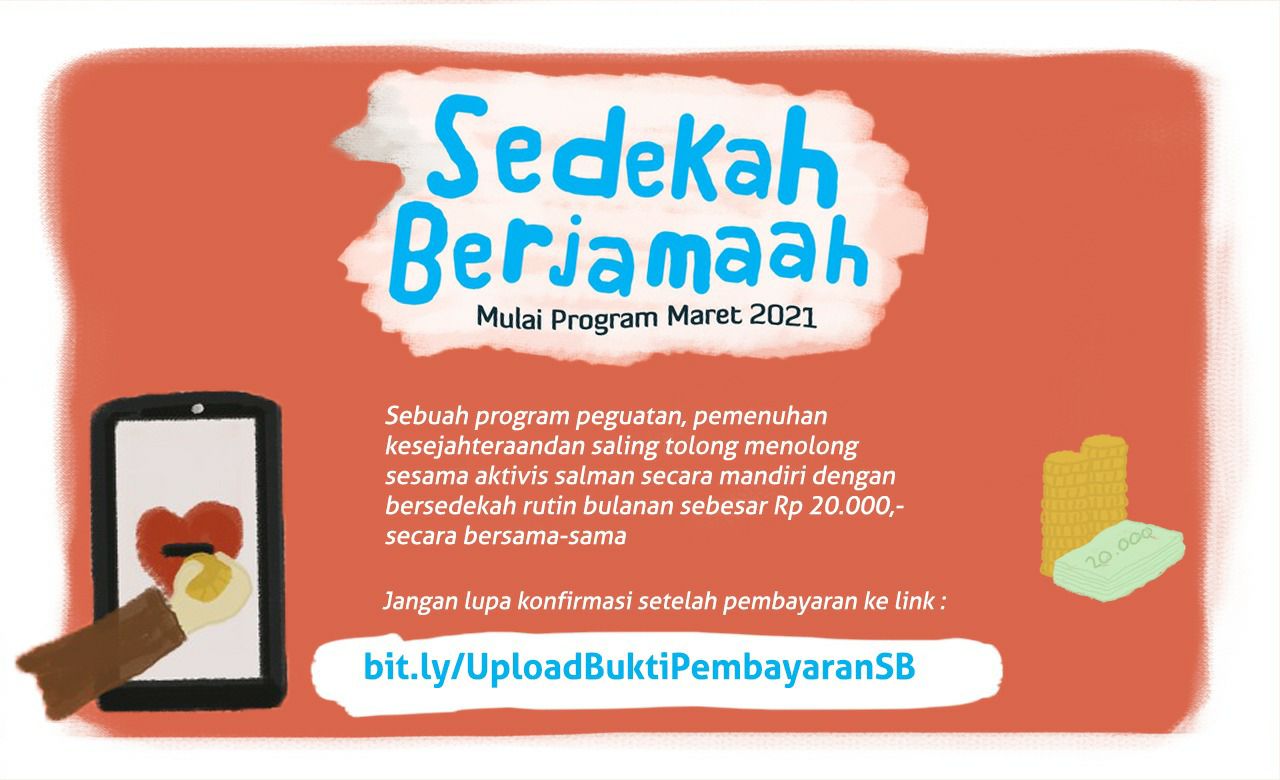 Sedekah
Berjamaah
Mulai Program Maret 2021
Sebuah program peguatan, pemenuhan
kesejahteraandan saling tolong menolong
sesama aktivis salman secara mandiri dengan
bersedekah rutin bulanan sebesar Rp 20.000,-
secara bersama-sama
20.000
Jangan lupa konfirmasi setelah pembayaran ke link :
bit.ly/UploadBuktiPembayaranSB